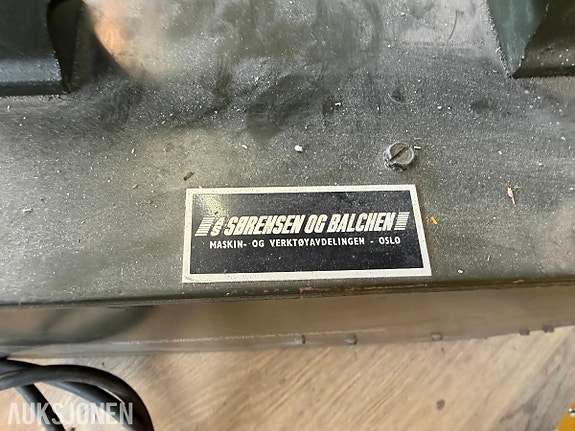 A/S SØRENSEN OG BALCHEN
MASKIN- OG VERKTØYAVDELINGEN - OSLO
AUKSJONEN